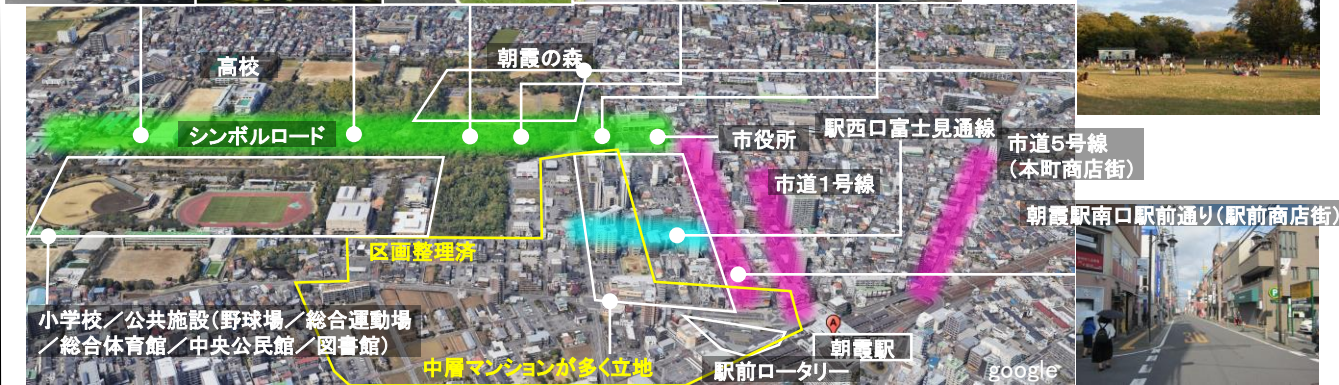 高校
朝霞の森
シンボルロード
市役所
駅西口富士見通線
市道5号線
(本町商店街)
市道1号線
朝霞駅南口駅前通り(駅前商店街)
区画整理済
小学校／公共施設(野球場／総合運動場
／総合体育館／中央公民館／図書館)
中層マンションが多く立地
駅前ロータリー
朝霞駅
A
google